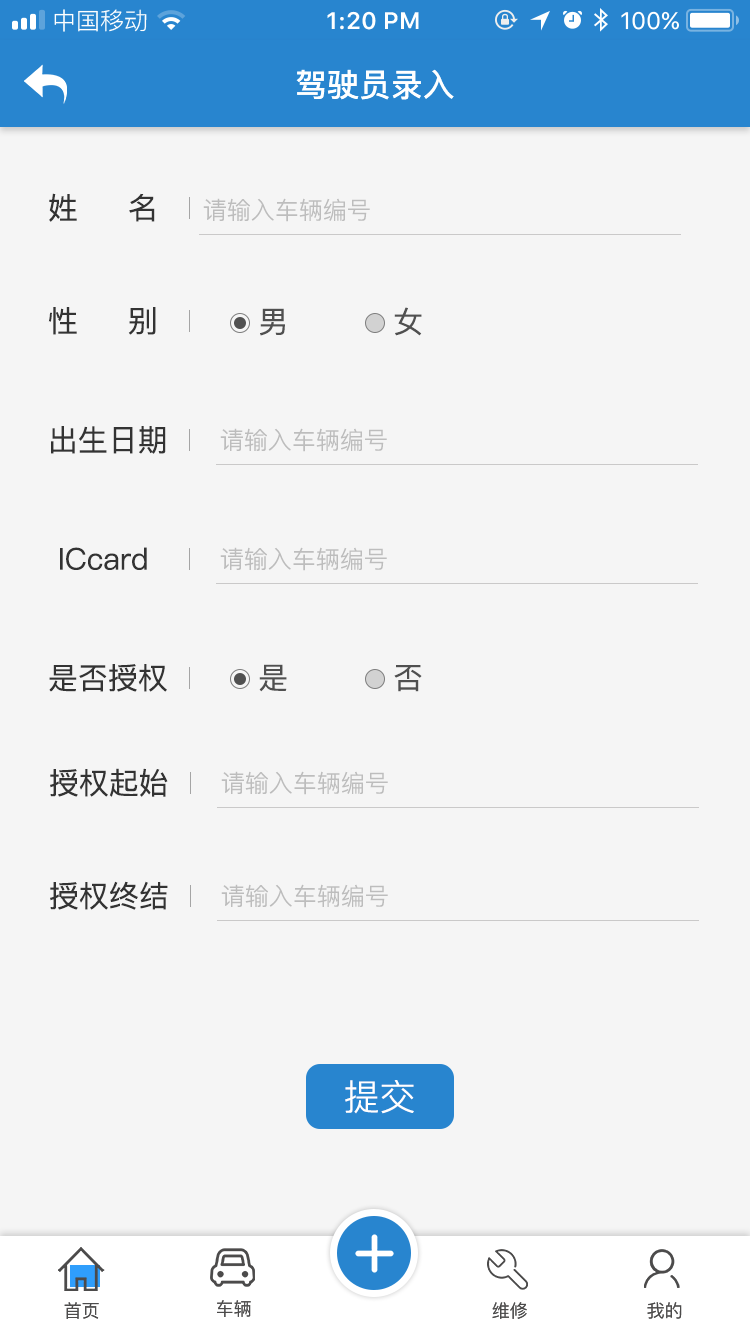 中国移动 1:20 PM 100%
驾驶员录入
姓 名 请输入车辆编号
性 别 男 女
出生日期 请输入车辆编号
ICcard 请输入车辆编号
是否授权 是 否
授权起始 请输入车辆编号
授权终结 请输入车辆编号
提交
首页 车辆 维修 我的